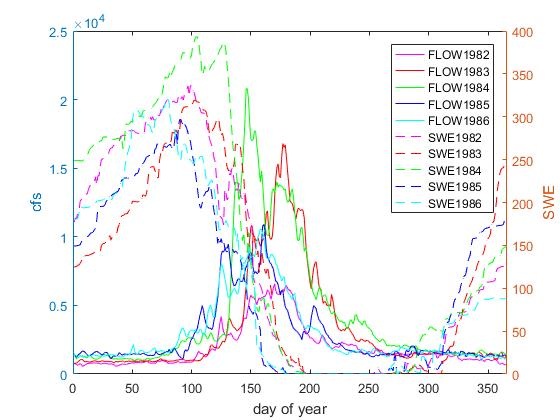 ×10⁴
2.5
2
1.5
1
0.5
0
cfs
400
350
300
250
200
150
100
50
0
SWE
FLOW1982
FLOW1983
FLOW1984
FLOW1985
FLOW1986
SWE1982
SWE1983
SWE1984
SWE1985
SWE1986
0 50 100 150 200 250 300 350
day of year